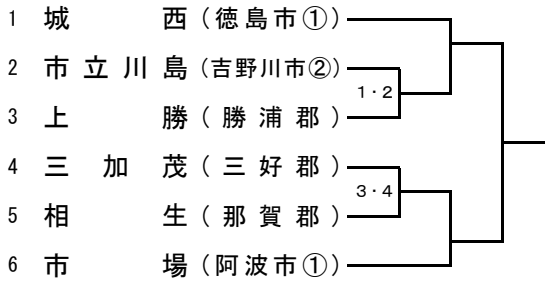 1 城西(徳島市①)
2 市立川島(吉野川市②)
1・2
3 上勝(勝浦郡)
4 三加茂(三好郡)
3・4
5 相生(那賀郡)
6 市場(阿波市①)